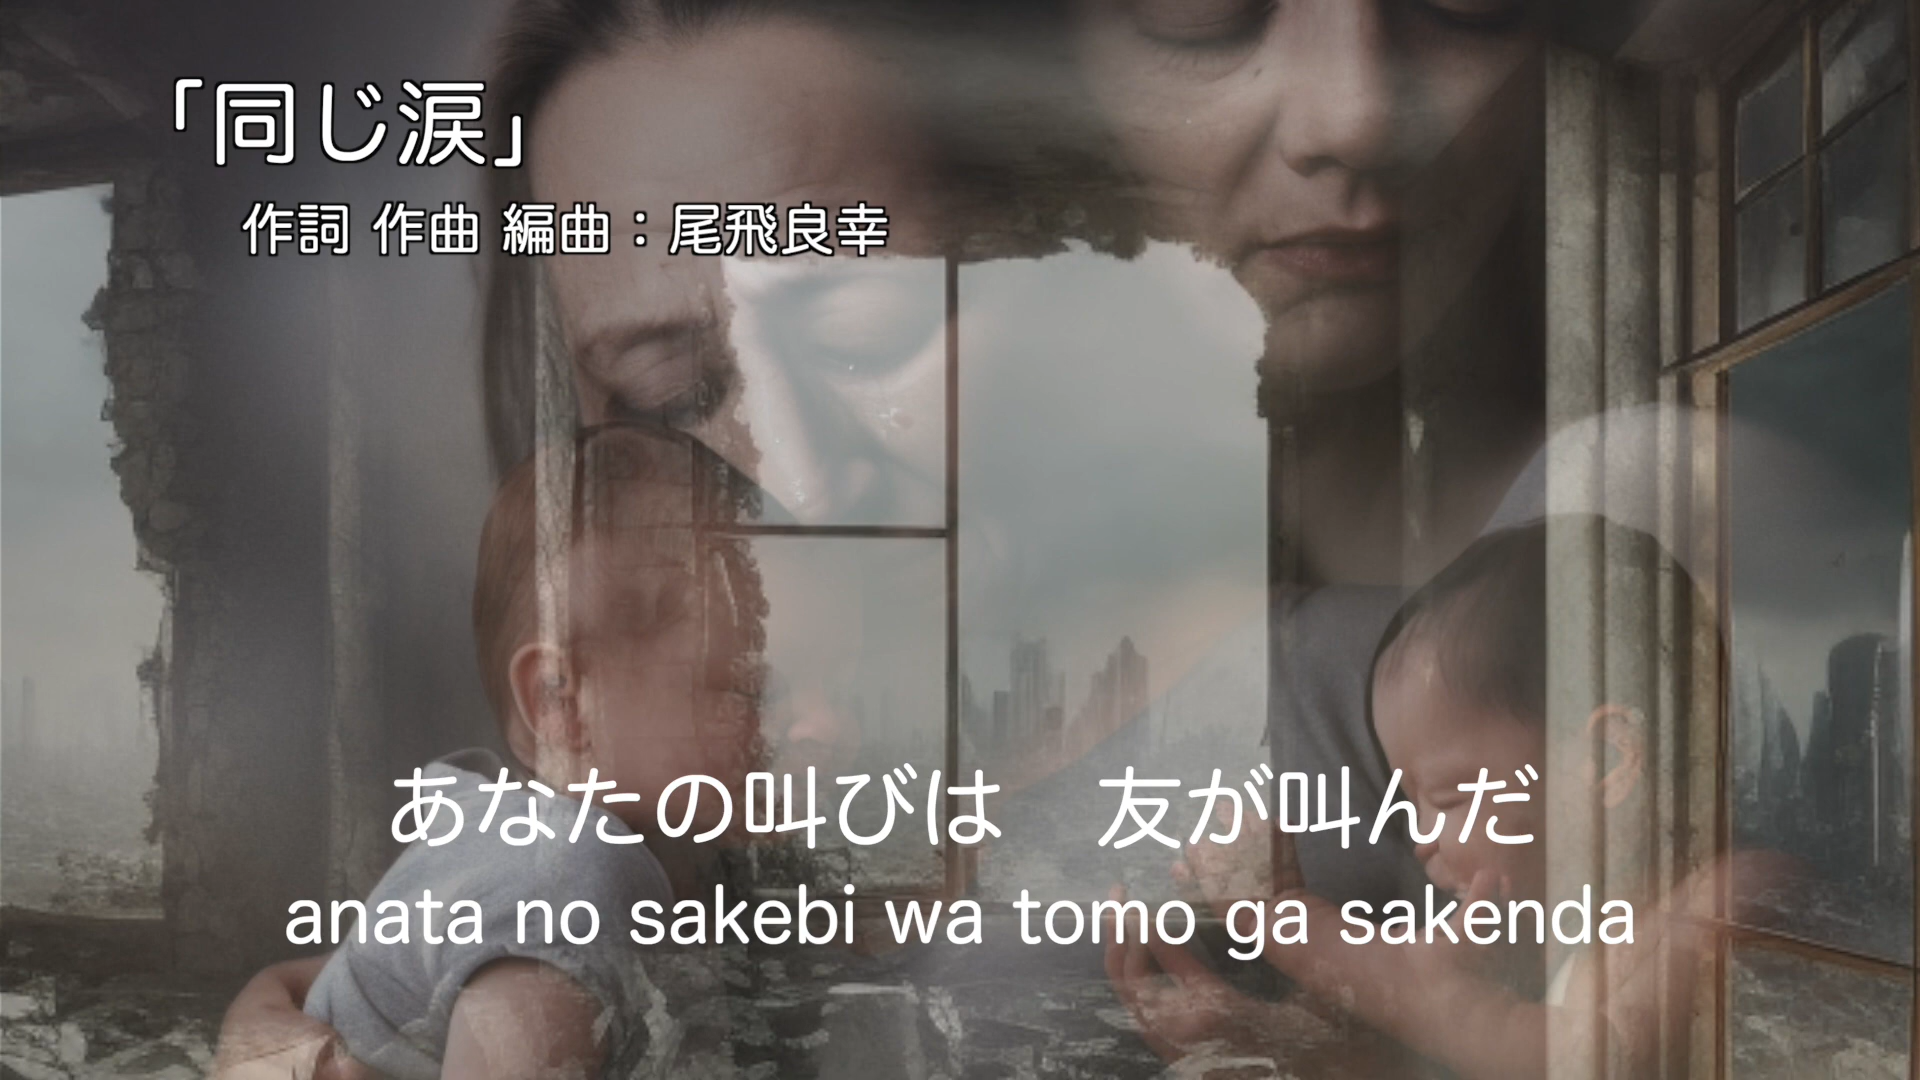 「同じ涙」
作詞 作曲 編曲：尾飛良幸
あなたの叫びは　友が叫んだ
anata no sakebi wa tomo ga sakenda